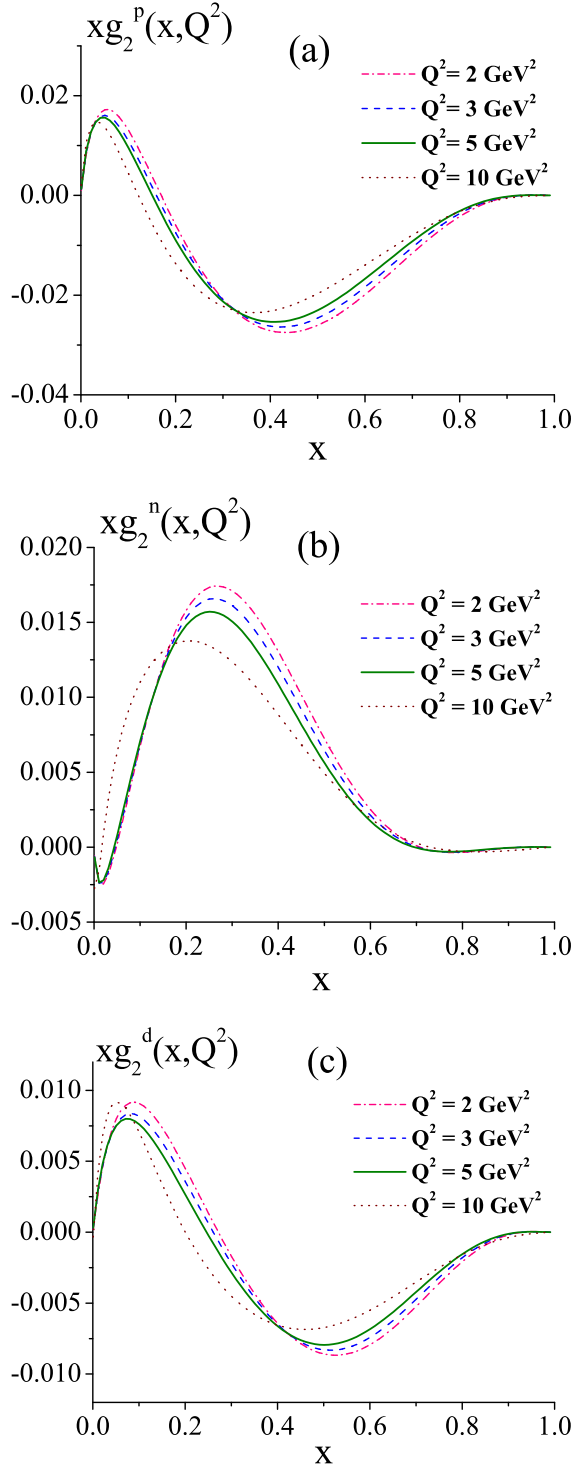 xg₂ᵖ(x,Q²)
(a)
Q²= 2 GeV²
Q²= 3 GeV²
Q²= 5 GeV²
Q²= 10 GeV²
0.02
0.00
-0.02
-0.04
0.0 0.2 0.4 0.6 0.8 1.0
x
xg₂ⁿ(x,Q²)
(b)
0.020
Q² = 2 GeV²
Q² = 3 GeV²
Q² = 5 GeV²
Q² = 10 GeV²
0.015
0.010
0.005
0.000
-0.005
0.0 0.2 0.4 0.6 0.8 1.0
x
xg₂ᵈ(x,Q²)
(c)
Q² = 2 GeV²
Q² = 3 GeV²
Q² = 5 GeV²
Q² = 10 GeV²
0.010
0.005
0.000
-0.005
-0.010
0.0 0.2 0.4 0.6 0.8 1.0
x